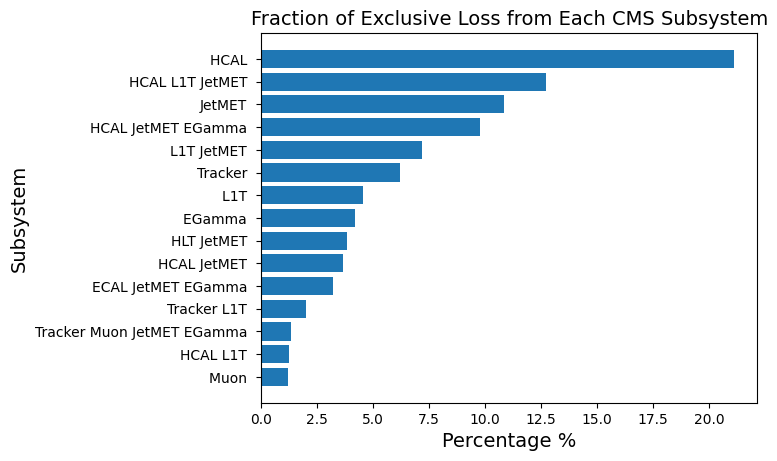 Fraction of Exclusive Loss from Each CMS Subsystem
Subsystem
HCAL
HCAL L1T JetMET
JetMET
HCAL JetMET EGamma
L1T JetMET
Tracker
L1T
EGamma
HLT JetMET
HCAL JetMET
ECAL JetMET EGamma
Tracker L1T
Tracker Muon JetMET EGamma
HCAL L1T
Muon
0.0 2.5 5.0 7.5 10.0 12.5 15.0 17.5 20.0
Percentage %